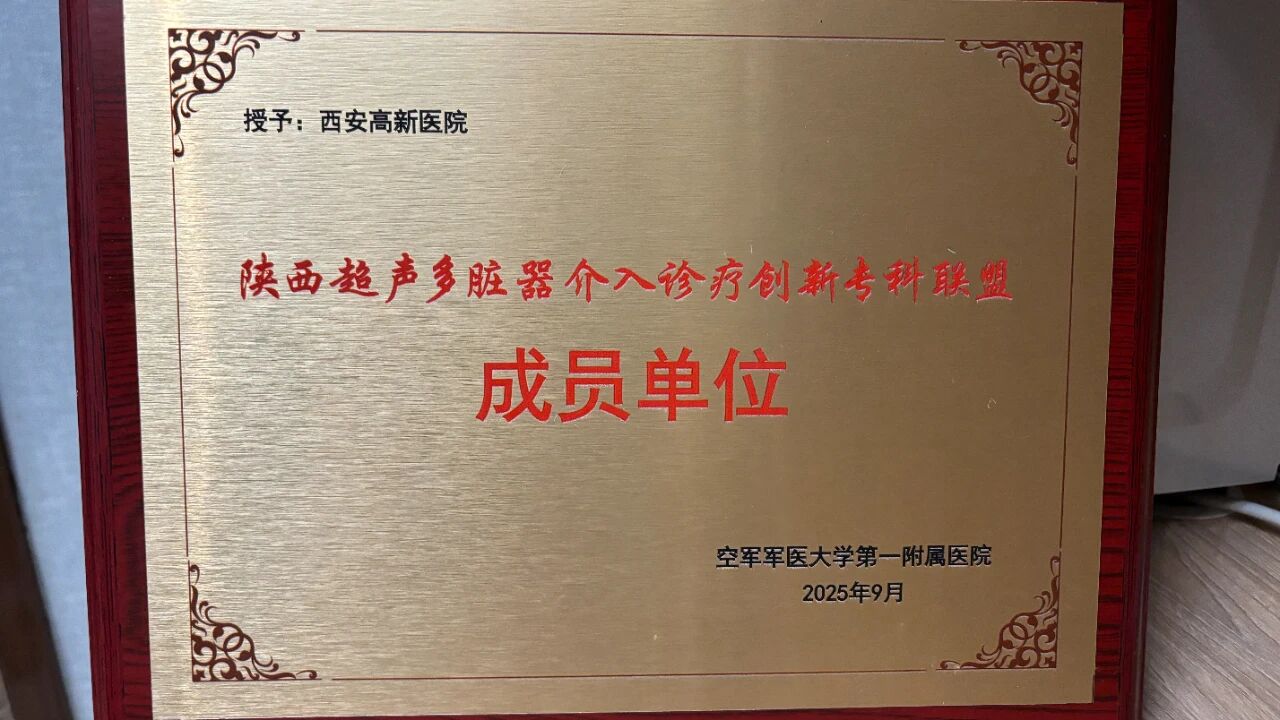 授予：西安高新医院
陕西超声多脏器介入诊疗创新专科联盟
成员单位
空军军医大学第一附属医院
2025年9月